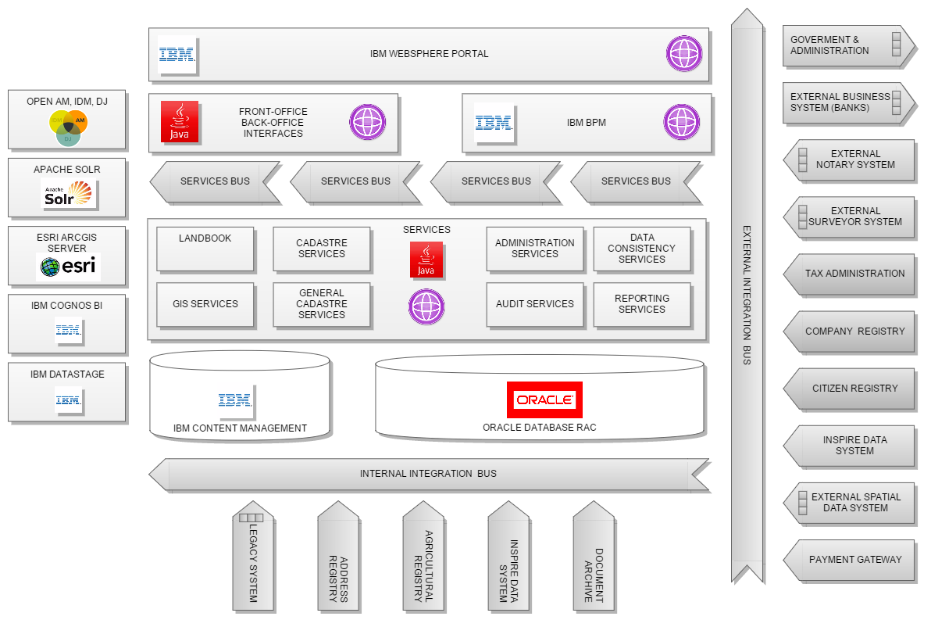 IBM
IBM WEBSPHERE PORTAL
Java
FRONT-OFFICE
BACK-OFFICE
INTERFACES
IBM
IBM BPM
SERVICES BUS
SERVICES BUS
SERVICES BUS
SERVICES BUS
SERVICES
Java
LANDBOOK
CADASTRE
SERVICES
ADMINISTRATION
SERVICES
DATA
CONSISTENCY
SERVICES
GIS SERVICES
GENERAL
CADASTRE
SERVICES
AUDIT SERVICES
REPORTING
SERVICES
IBM
IBM CONTENT MANAGEMENT
ORACLE
ORACLE DATABASE RAC
INTERNAL INTEGRATION BUS
LEGACY SYSTEM
ADDRESS
REGISTRY
AGRICULTURAL
REGISTRY
INSPIRE DATA
SYSTEM
DOCUMENT
ARCHIVE
OPEN AM, IDM, DJ
AM
DJ
APACHE SOLR
Apache
Solr
ESRI ARCGIS
SERVER
esri
IBM COGNOS BI
IBM
IBM DATASTAGE
IBM
EXTERNAL INTEGRATION BUS
GOVERMENT &
ADMINISTRATION
EXTERNAL BUSINESS
SYSTEM (BANKS)
EXTERNAL
NOTARY SYSTEM
EXTERNAL
SURVEYOR SYSTEM
TAX ADMINISTRATION
COMPANY REGISTRY
CITIZEN REGISTRY
INSPIRE DATA
SYSTEM
EXTERNAL SPATIAL
DATA SYSTEM
PAYMENT GATEWAY